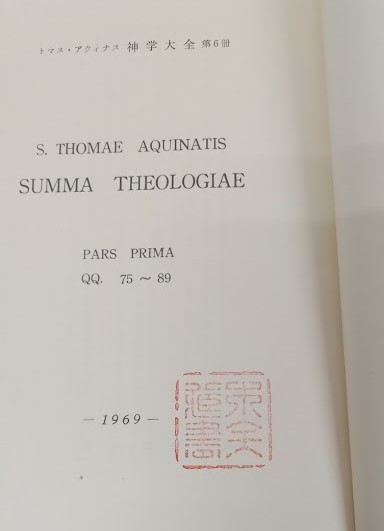 トマス・アクィナス 神学大全 第6冊
S. THOMAE AQUINATIS
SUMMA THEOLOGIAE
PARS PRIMA
QQ. 75 ~ 89
— 1969 —